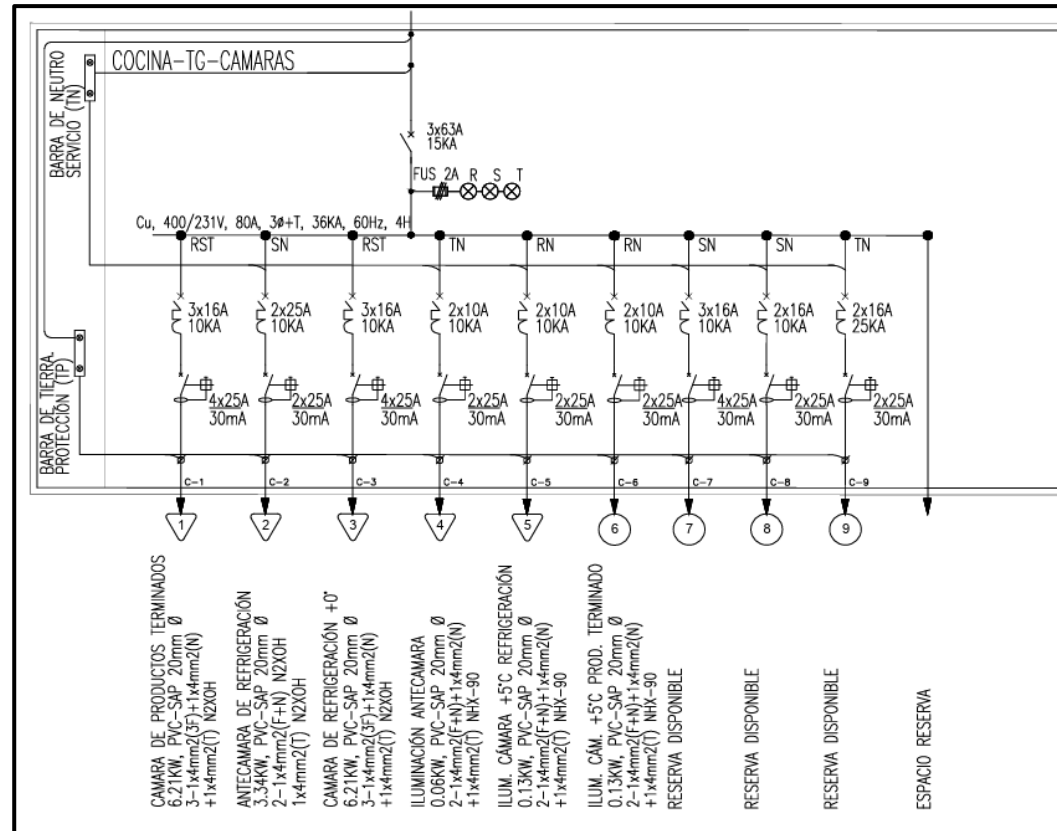 COCINA-TG-CAMARAS
BARRA DE NEUTRO
SERVICIO (TN)
3x63A
15KA
FUS 2A R S T
Cu, 400/231V, 80A, 3ø+T, 36KA, 60Hz, 4H
RST
SN
RST
TN
RN
RN
SN
SN
TN
3x16A
10KA
2x25A
10KA
3x16A
10KA
2x10A
10KA
2x10A
10KA
2x10A
10KA
3x16A
10KA
2x16A
10KA
2x16A
25KA
BARRA DE TIERRA.
PROTECCIÓN (TP)
4x25A
30mA
2x25A
30mA
4x25A
30mA
2x25A
30mA
2x25A
30mA
2x25A
30mA
4x25A
30mA
2x25A
30mA
2x25A
30mA
C-1
C-2
C-3
C-4
C-5
C-6
C-7
C-8
C-9
1
2
3
4
5
6
7
8
9
CAMARA DE PRODUCTOS TERMINADOS
6.21KW, PVC-SAP 20mm Ø
3-1x4mm2(3F)+1x4mm2(N)
+1x4mm2(T) N2XOH
ANTECAMARA DE REFRIGERACIÓN
3.34KW, PVC-SAP 20mm Ø
2-1x4mm2(F+N) N2XOH
1x4mm2(T) N2XOH
CAMARA DE REFRIGERACIÓN +0°
6.21KW, PVC-SAP 20mm Ø
3-1x4mm2(3F)+1x4mm2(N)
+1x4mm2(T) N2XOH
ILUMINACIÓN ANTECAMARA
0.06KW, PVC-SAP 20mm Ø
2-1x4mm2(F+N)+1x4mm2(N)
+1x4mm2(T) NHX-90
ILUM. CÁMARA +5°C REFRIGERACIÓN
0.13KW, PVC-SAP 20mm Ø
2-1x4mm2(F+N)+1x4mm2(N)
+1x4mm2(T) NHX-90
ILUM. CÁM. +5°C PROD. TERMINADO
0.13KW, PVC-SAP 20mm Ø
2-1x4mm2(F+N)+1x4mm2(N)
+1x4mm2(T) NHX-90
RESERVA DISPONIBLE
RESERVA DISPONIBLE
RESERVA DISPONIBLE
ESPACIO RESERVA